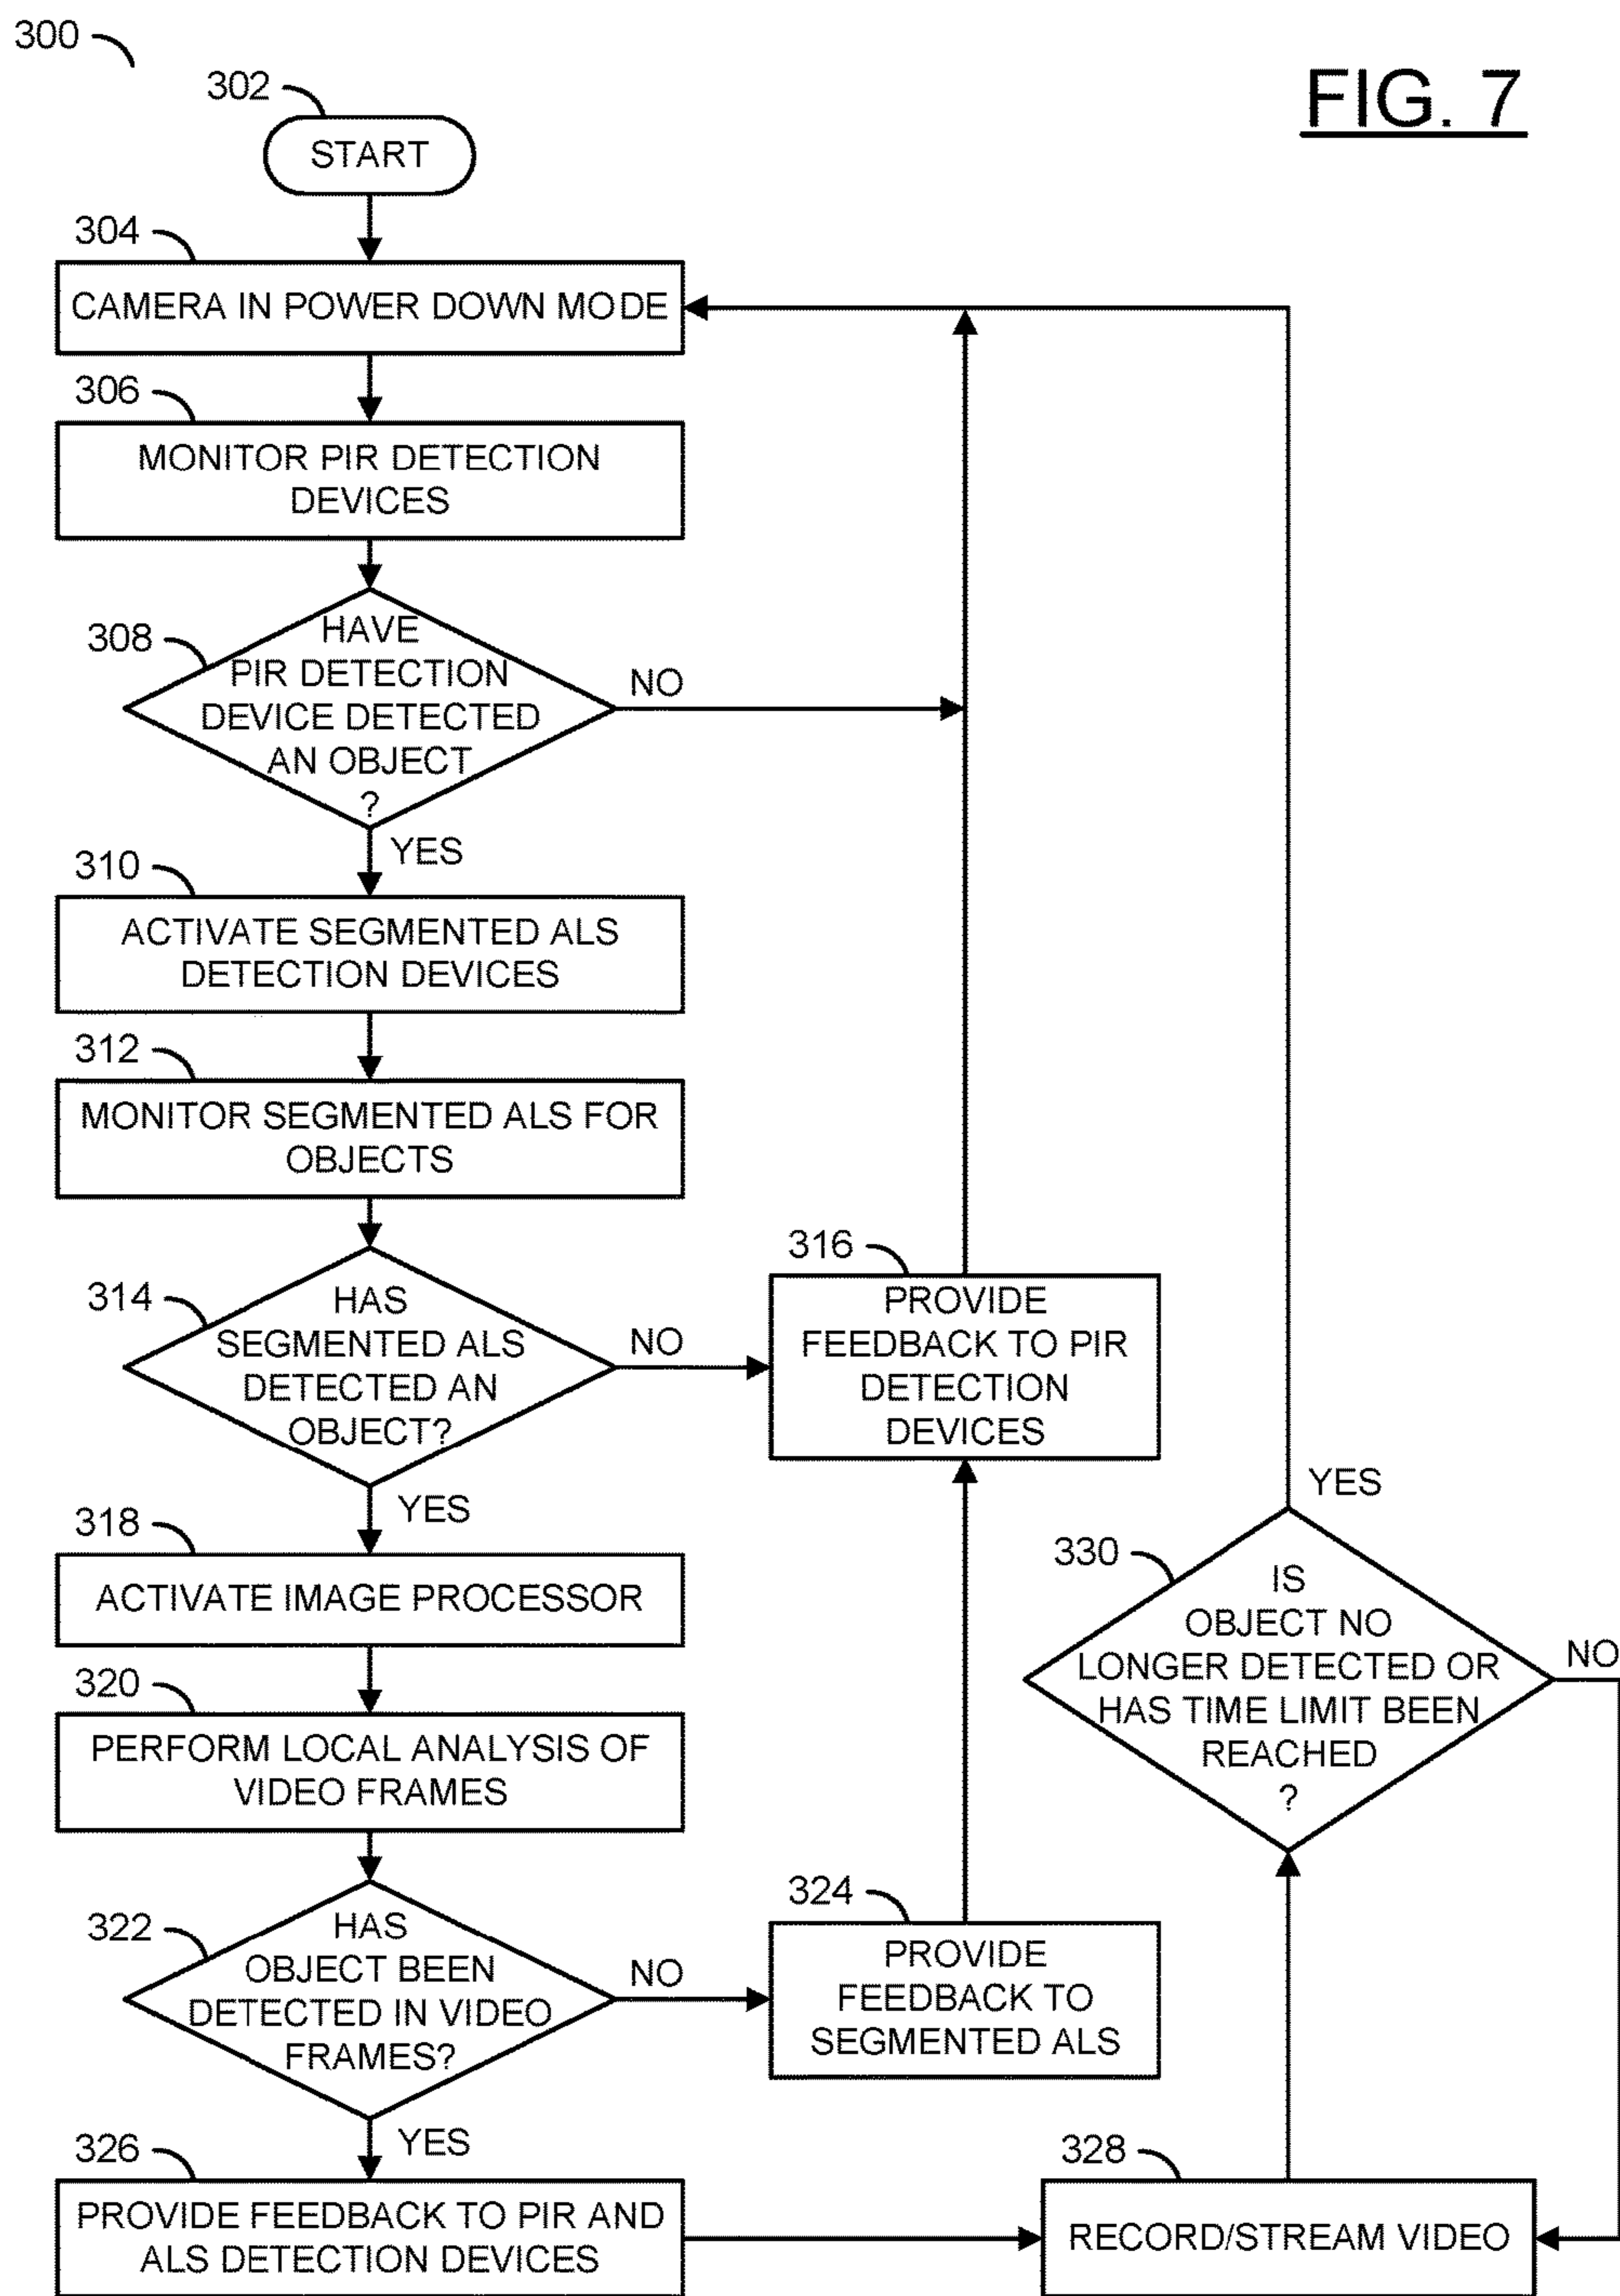 300
FIG. 7
302
START
304
CAMERA IN POWER DOWN MODE
306
MONITOR PIR DETECTION
DEVICES
308
HAVE
PIR DETECTION
DEVICE DETECTED
AN OBJECT
?
NO
YES
310
ACTIVATE SEGMENTED ALS
DETECTION DEVICES
312
MONITOR SEGMENTED ALS FOR
OBJECTS
314
HAS
SEGMENTED ALS
DETECTED AN
OBJECT?
NO
316
PROVIDE
FEEDBACK TO PIR
DETECTION
DEVICES
YES
318
ACTIVATE IMAGE PROCESSOR
320
PERFORM LOCAL ANALYSIS OF
VIDEO FRAMES
322
HAS
OBJECT BEEN
DETECTED IN VIDEO
FRAMES?
NO
324
PROVIDE
FEEDBACK TO
SEGMENTED ALS
YES
326
PROVIDE FEEDBACK TO PIR AND
ALS DETECTION DEVICES
328
RECORD/STREAM VIDEO
330
IS
OBJECT NO
LONGER DETECTED OR
HAS TIME LIMIT BEEN
REACHED
?
YES
NO